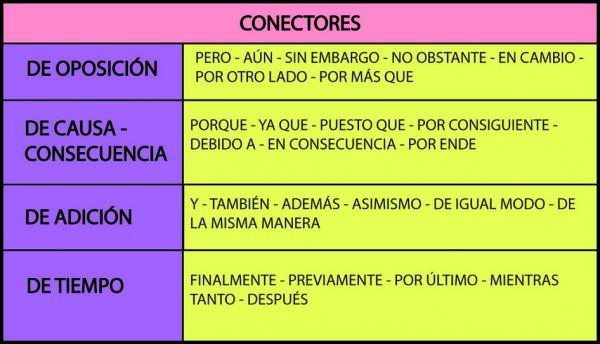 CONECTORES
DE OPOSICIÓN
PERO - AÚN - SIN EMBARGO - NO OBSTANTE - EN CAMBIO -
POR OTRO LADO - POR MÁS QUE
DE CAUSA -
CONSECUENCIA
PORQUE - YA QUE - PUESTO QUE - POR CONSIGUIENTE -
DEBIDO A - EN CONSECUENCIA - POR ENDE
DE ADICIÓN
Y - TAMBIÉN - ADEMÁS - ASIMISMO - DE IGUAL MODO - DE
LA MISMA MANERA
DE TIEMPO
FINALMENTE - PREVIAMENTE - POR ÚLTIMO - MIENTRAS
TANTO - DESPUÉS